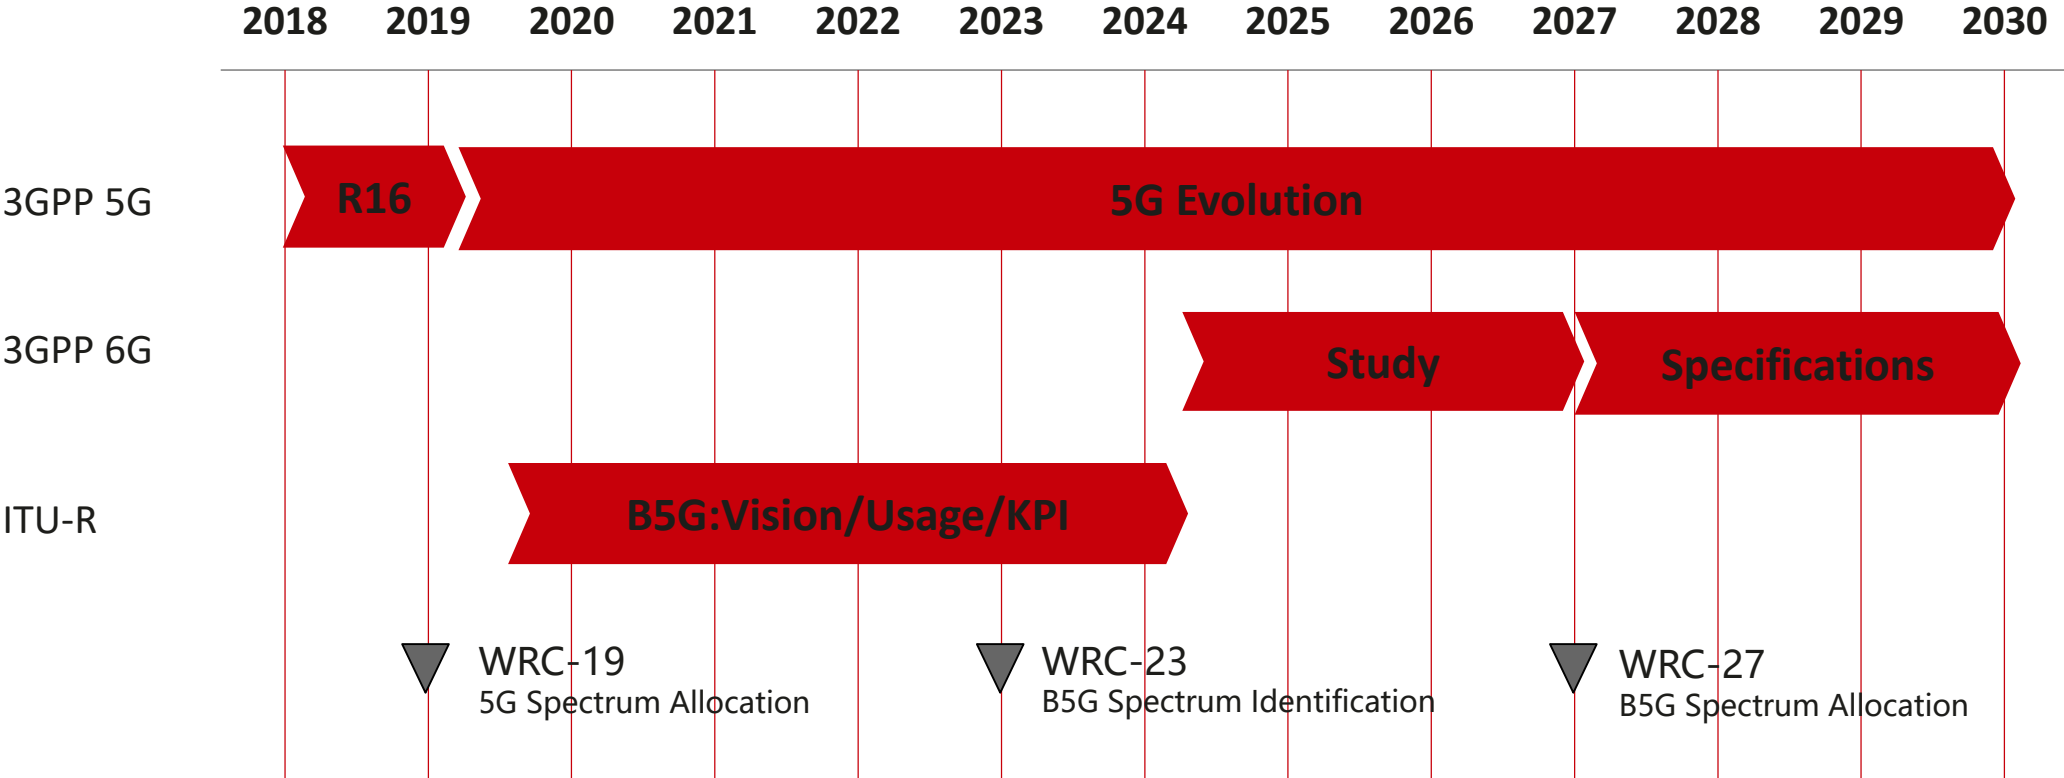 2018 2019 2020 2021 2022 2023 2024 2025 2026 2027 2028 2029 2030
3GPP 5G
R16
5G Evolution
3GPP 6G
Study
Specifications
ITU-R
B5G:Vision/Usage/KPI
WRC-19
5G Spectrum Allocation
WRC-23
B5G Spectrum Identification
WRC-27
B5G Spectrum Allocation